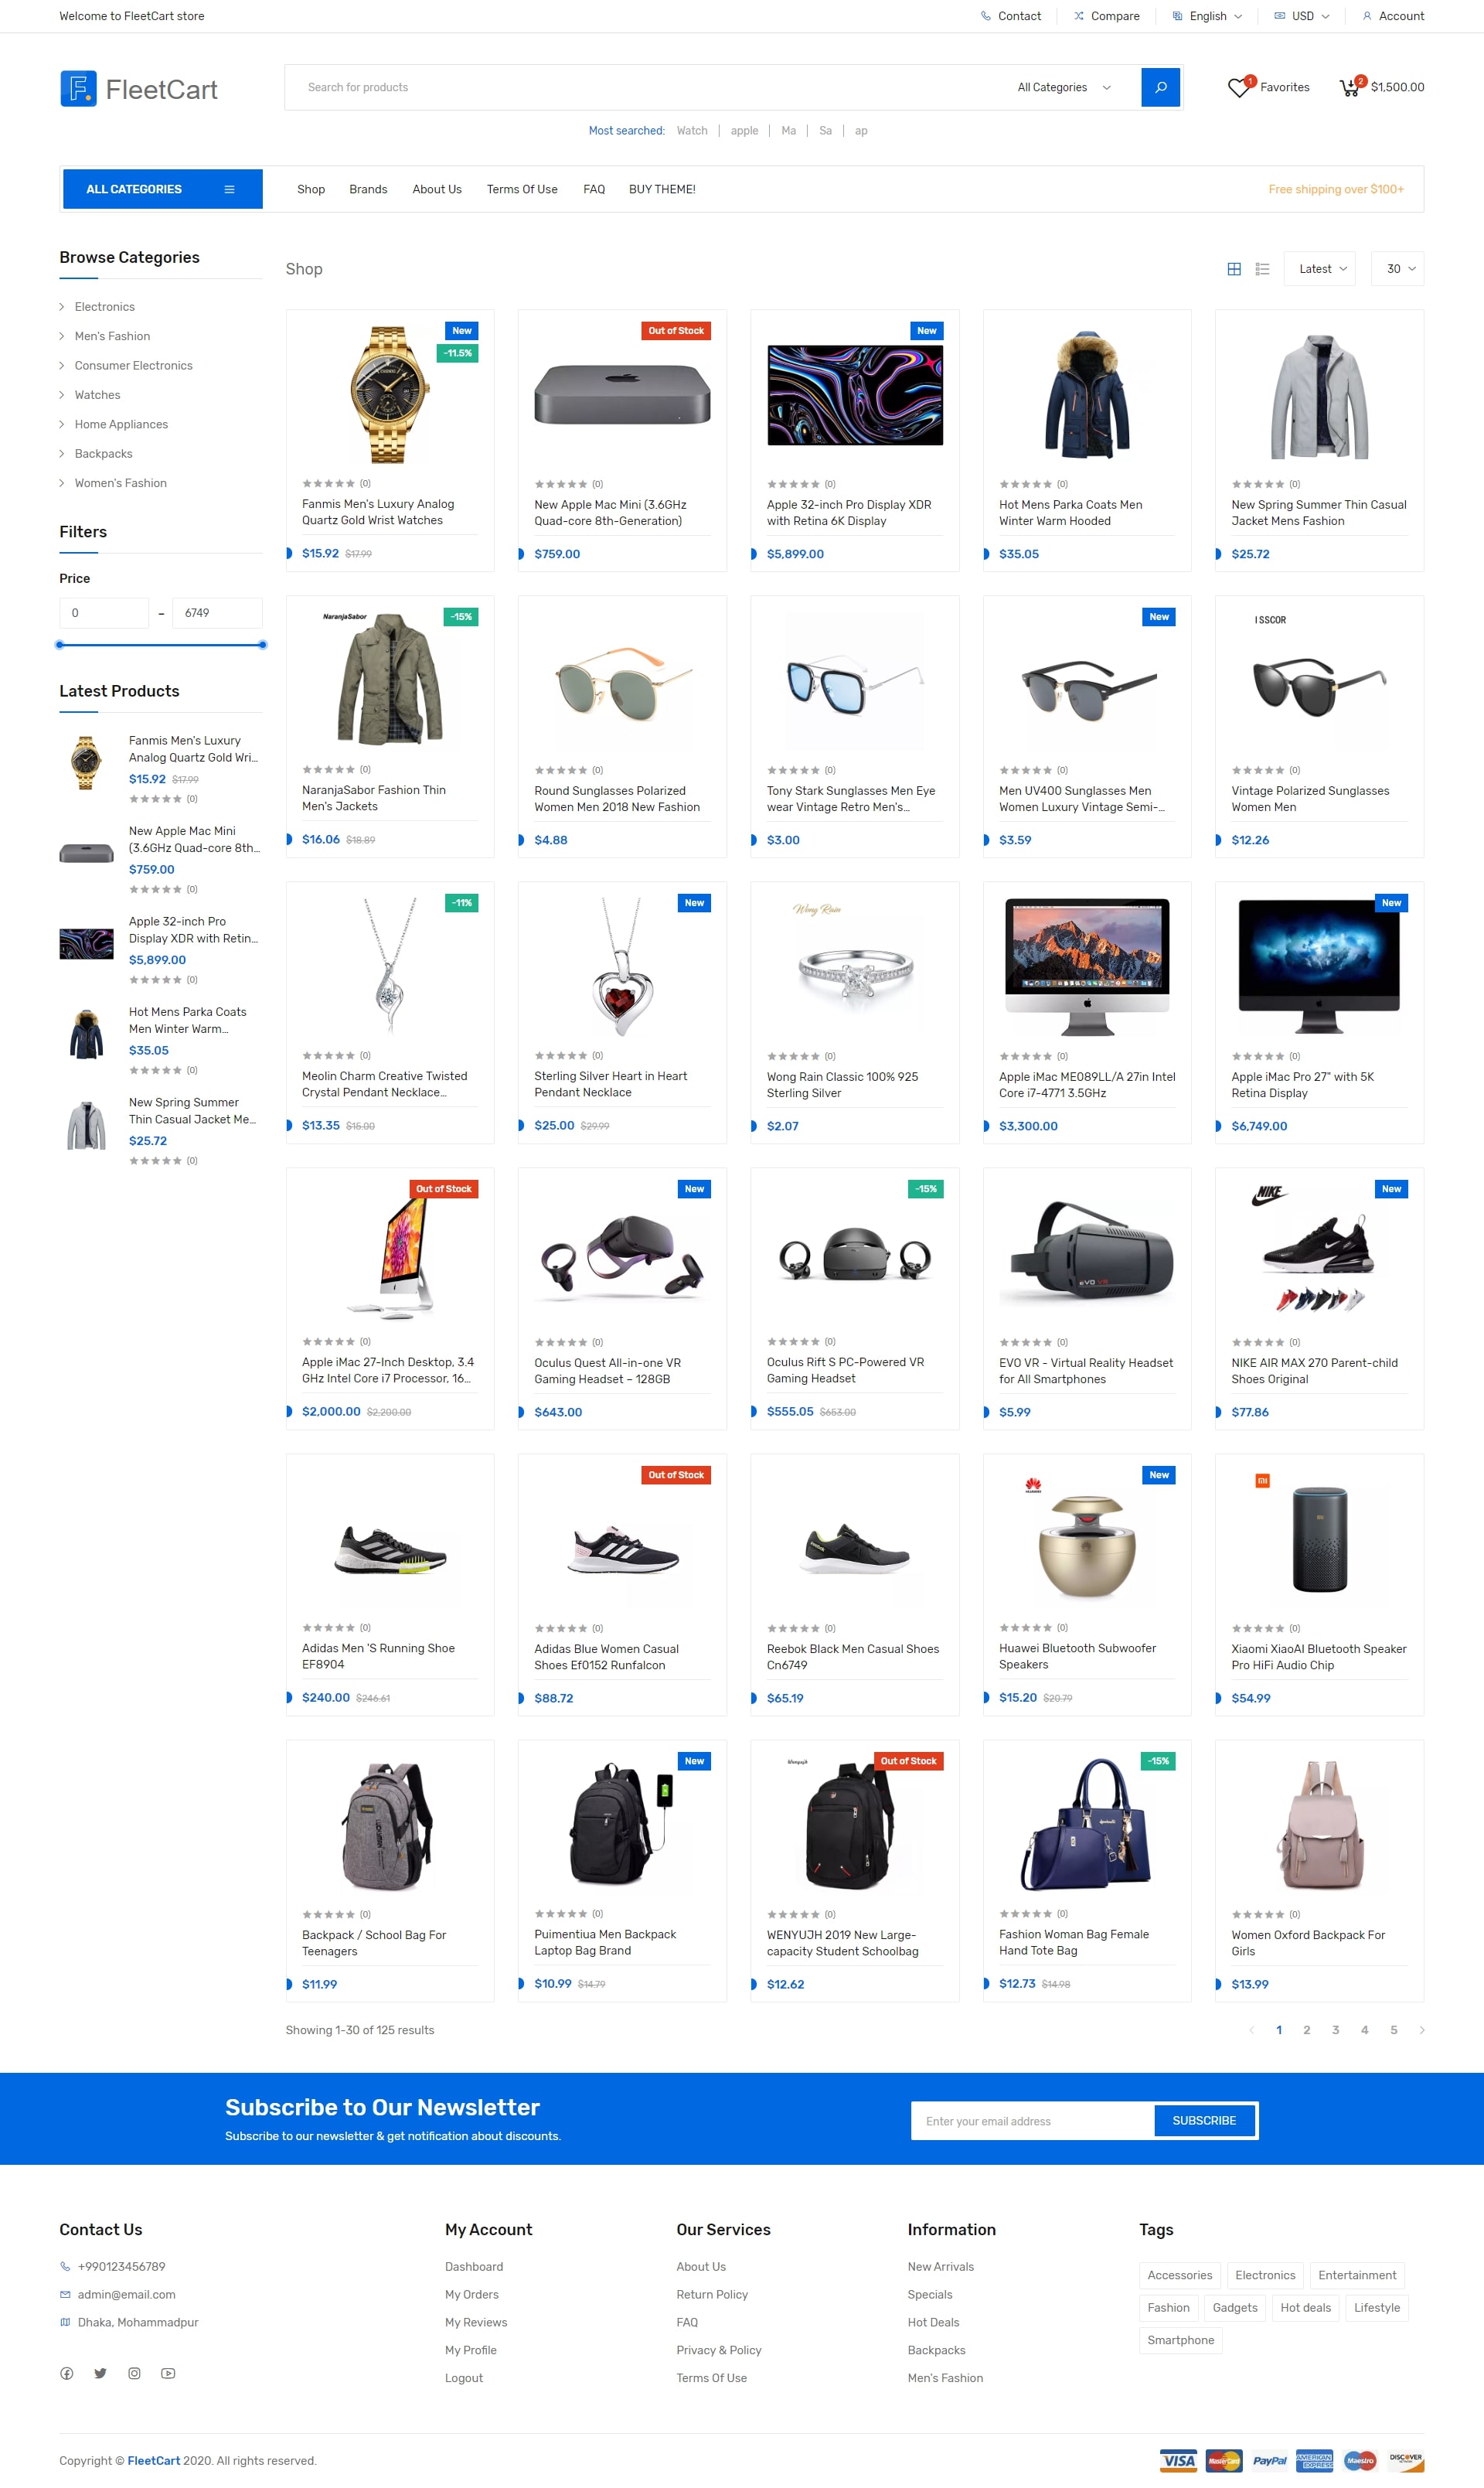 Welcome to FleetCart store
Contact
Compare
English
USD
Account
FleetCart
Search for products
All Categories
1
Favorites
2
$1,500.00
Most searched: Watch apple Ma Sa ap
ALL CATEGORIES
Shop
Brands
About Us
Terms Of Use
FAQ
BUY THEME!
Free shipping over $100+
Browse Categories
Electronics
Men's Fashion
Consumer Electronics
Watches
Home Appliances
Backpacks
Women's Fashion
Filters
Price
0 – 6749
Latest Products
Fanmis Men's Luxury
Analog Quartz Gold Wri...
$15.92 $17.99
(0)
New Apple Mac Mini
(3.6GHz Quad-core 8th...
$759.00
(0)
Apple 32-inch Pro
Display XDR with Retin...
$5,899.00
(0)
Hot Mens Parka Coats
Men Winter Warm...
$35.05
(0)
New Spring Summer
Thin Casual Jacket Me...
$25.72
(0)
Shop
Latest
30
New
-11.5%
(0)
Fanmis Men's Luxury Analog
Quartz Gold Wrist Watches
$15.92 $17.99
Out of Stock
(0)
New Apple Mac Mini (3.6GHz
Quad-core 8th-Generation)
$759.00
New
(0)
Apple 32-inch Pro Display XDR
with Retina 6K Display
$5,899.00
(0)
Hot Mens Parka Coats Men
Winter Warm Hooded
$35.05
(0)
New Spring Summer Thin Casual
Jacket Mens Fashion
$25.72
NaranjaSabor
-15%
(0)
NaranjaSabor Fashion Thin
Men's Jackets
$16.06 $18.89
(0)
Round Sunglasses Polarized
Women Men 2018 New Fashion
$4.88
(0)
Tony Stark Sunglasses Men Eye
wear Vintage Retro Men's...
$3.00
New
(0)
Men UV400 Sunglasses Men
Women Luxury Vintage Semi-...
$3.59
ISSCOR
(0)
Vintage Polarized Sunglasses
Women Men
$12.26
-11%
(0)
Meolin Charm Creative Twisted
Crystal Pendant Necklace...
$13.35 $15.00
New
(0)
Sterling Silver Heart in Heart
Pendant Necklace
$25.00 $29.99
Wong Rain
(0)
Wong Rain Classic 100% 925
Sterling Silver
$2.07
(0)
Apple iMac ME089LL/A 27in Intel
Core i7-4771 3.5GHz
$3,300.00
New
(0)
Apple iMac Pro 27" with 5K
Retina Display
$6,749.00
Out of Stock
(0)
Apple iMac 27-Inch Desktop, 3.4
GHz Intel Core i7 Processor, 16...
$2,000.00 $2,200.00
New
(0)
Oculus Quest All-in-one VR
Gaming Headset – 128GB
$643.00
-15%
(0)
Oculus Rift S PC-Powered VR
Gaming Headset
$555.05 $653.00
EVO VR
(0)
EVO VR - Virtual Reality Headset
for All Smartphones
$5.99
NIKE
New
(0)
NIKE AIR MAX 270 Parent-child
Shoes Original
$77.86
(0)
Adidas Men 'S Running Shoe
EF8904
$240.00 $246.61
Out of Stock
(0)
Adidas Blue Women Casual
Shoes Ef0152 Runfalcon
$88.72
(0)
Reebok Black Men Casual Shoes
Cn6749
$65.19
HUAWEI
New
(0)
Huawei Bluetooth Subwoofer
Speakers
$15.20 $20.79
MI
(0)
Xiaomi XiaoAI Bluetooth Speaker
Pro HiFi Audio Chip
$54.99
(0)
Backpack / School Bag For
Teenagers
$11.99
New
(0)
Puimentiua Men Backpack
Laptop Bag Brand
$10.99 $14.79
Out of Stock
(0)
WENYUJH 2019 New Large-
capacity Student Schoolbag
$12.62
-15%
(0)
Fashion Woman Bag Female
Hand Tote Bag
$12.73 $14.98
(0)
Women Oxford Backpack For
Girls
$13.99
Showing 1-30 of 125 results
1 2 3 4 5
Subscribe to Our Newsletter
Subscribe to our newsletter & get notification about discounts.
Enter your email address
SUBSCRIBE
Contact Us
+990123456789
admin@email.com
Dhaka, Mohammadpur
My Account
Dashboard
My Orders
My Reviews
My Profile
Logout
Our Services
About Us
Return Policy
FAQ
Privacy & Policy
Terms Of Use
Information
New Arrivals
Specials
Hot Deals
Backpacks
Men's Fashion
Tags
Accessories Electronics Entertainment
Fashion Gadgets Hot deals Lifestyle
Smartphone
Copyright © FleetCart 2020. All rights reserved.
VISA
MasterCard
PayPal
AMERICAN EXPRESS
Maestro
DISCOVER